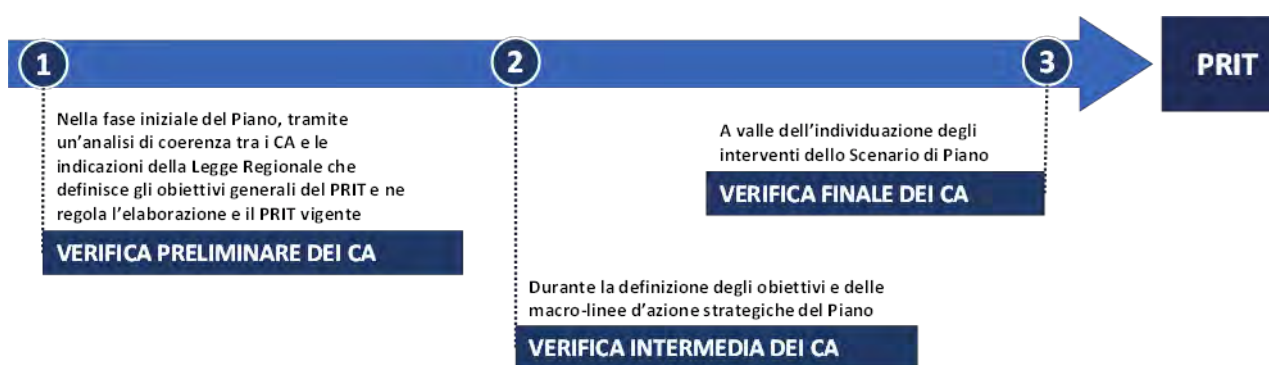 1
2
3
PRIT
Nella fase iniziale del Piano, tramite
un'analisi di coerenza tra i CA e le
indicazioni della Legge Regionale che
definisce gli obiettivi generali del PRIT e ne
regola l'elaborazione e il PRIT vigente
VERIFICA PRELIMINARE DEI CA
Durante la definizione degli obiettivi e delle
macro-linee d'azione strategiche del Piano
VERIFICA INTERMEDIA DEI CA
A valle dell'individuazione degli
interventi dello Scenario di Piano
VERIFICA FINALE DEI CA